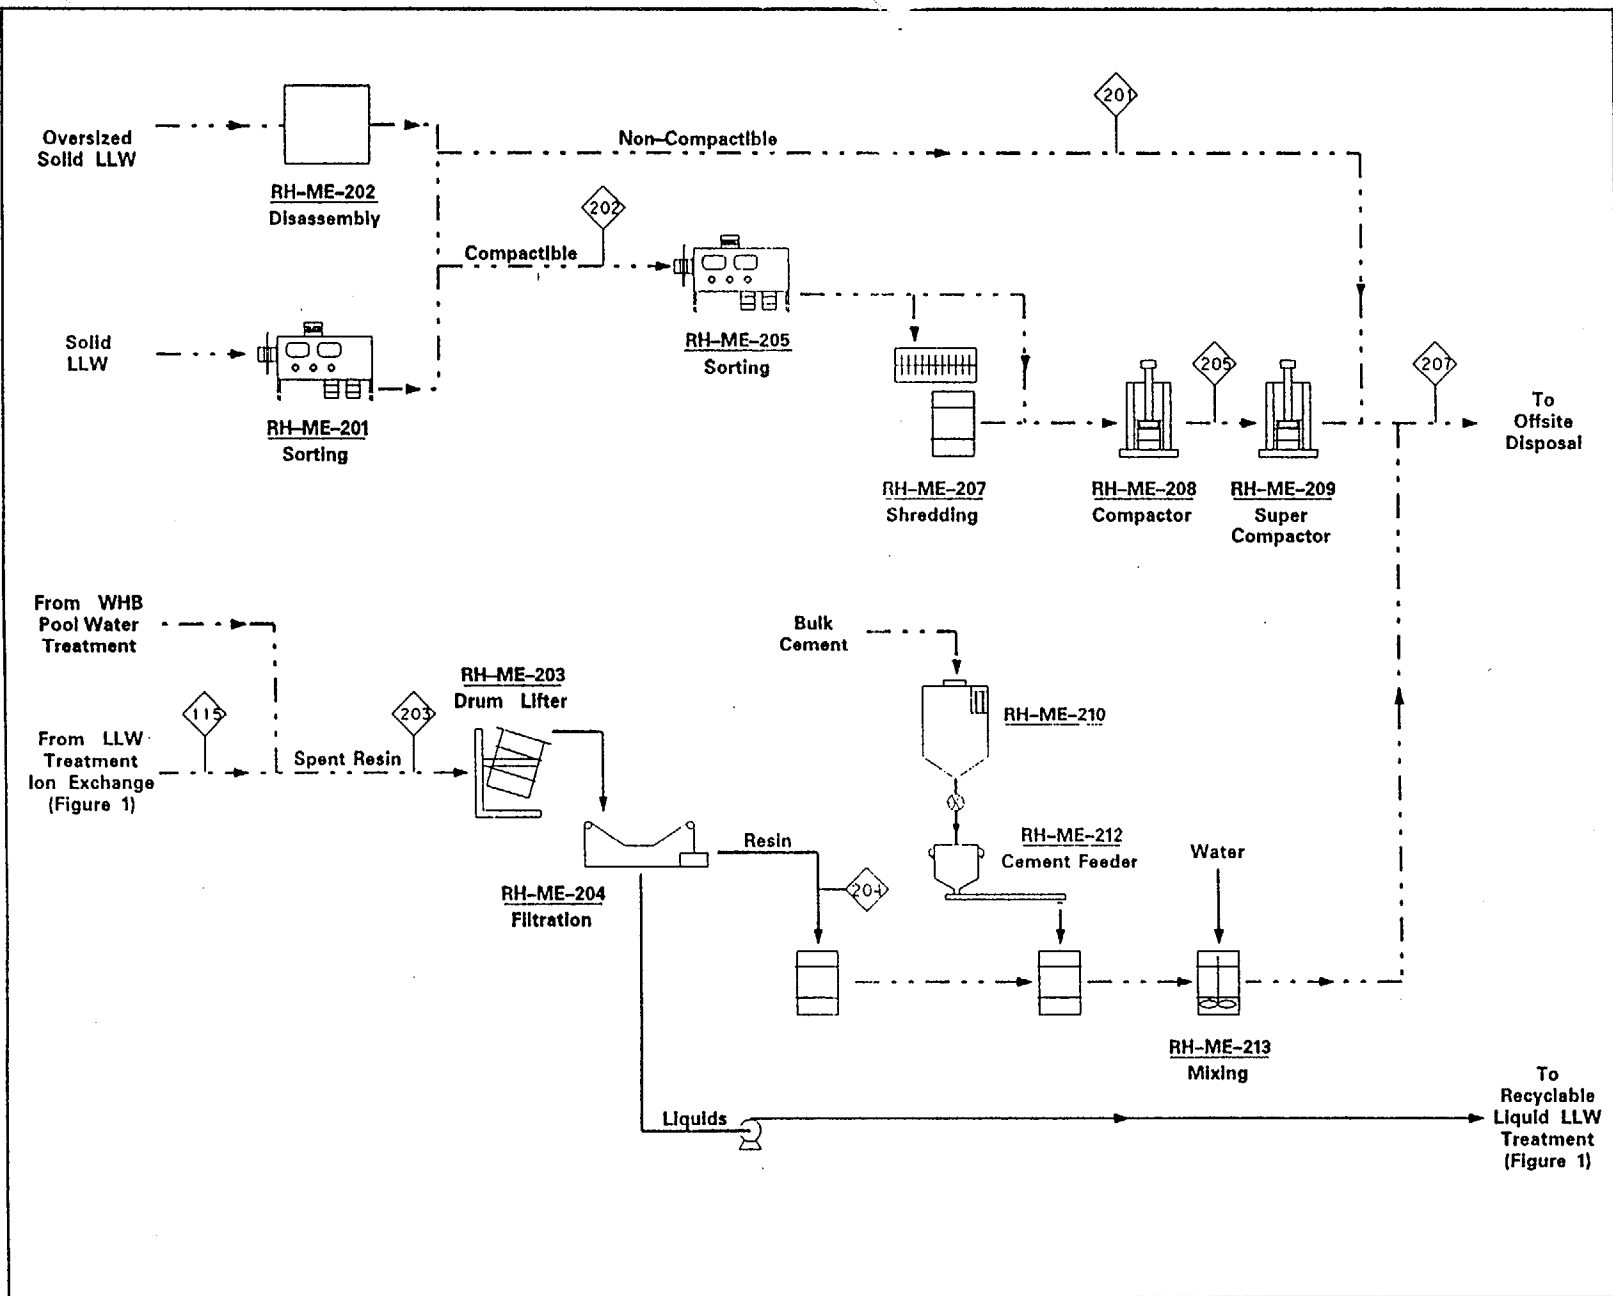 201
Oversized
Solid LLW
Non-Compactible
RH-ME-202
Disassembly
202
Compactible
Solid
LLW
RH-ME-205
Sorting
RH-ME-201
Sorting
205
207
To
Offsite
Disposal
RH-ME-207
Shredding
RH-ME-208
Compactor
RH-ME-209
Super
Compactor
From WHB
Pool Water
Treatment
Bulk
Cement
RH-ME-203
Drum Lifter
115
203
RH-ME-210
From LLW
Treatment
Ion Exchange
(Figure 1)
Spent Resin
RH-ME-212
Cement Feeder
Resin
Water
RH-ME-204
Filtration
204
RH-ME-213
Mixing
Liquids
To
Recyclable
Liquid LLW
Treatment
(Figure 1)